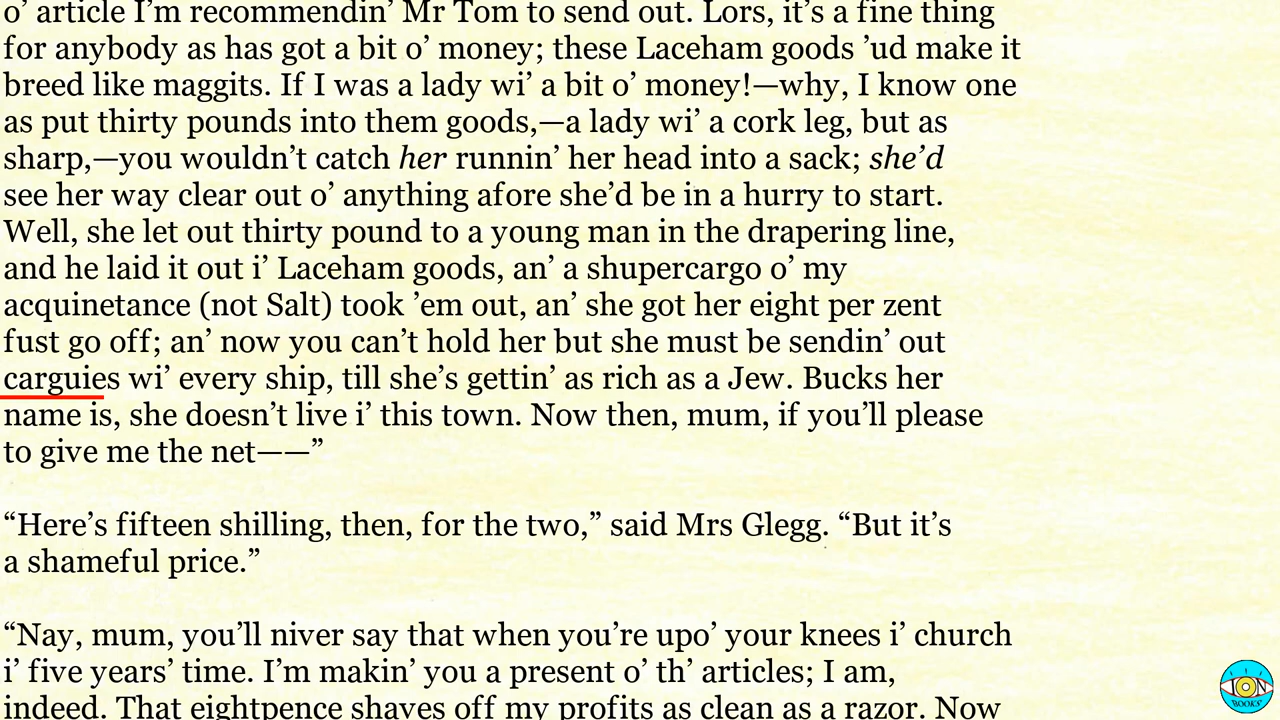 o’ article I’m recommendin’ Mr Tom to send out. Lors, it’s a fine thing
for anybody as has got a bit o’ money; these Laceham goods ’ud make it
breed like maggits. If I was a lady wi’ a bit o’ money!—why, I know one
as put thirty pounds into them goods,—a lady wi’ a cork leg, but as
sharp,—you wouldn’t catch her runnin’ her head into a sack; she’d
see her way clear out o’ anything afore she’d be in a hurry to start.
Well, she let out thirty pound to a young man in the drapering line,
and he laid it out i’ Laceham goods, an’ a shupercargo o’ my
acquinetance (not Salt) took ’em out, an’ she got her eight per zent
fust go off; an’ now you can’t hold her but she must be sendin’ out
carguies wi’ every ship, till she’s gettin’ as rich as a Jew. Bucks her
name is, she doesn’t live i’ this town. Now then, mum, if you’ll please
to give me the net——”

“Here’s fifteen shilling, then, for the two,” said Mrs Glegg. “But it’s
a shameful price.”

“Nay, mum, you’ll niver say that when you’re upo’ your knees i’ church
i’ five years’ time. I’m makin’ you a present o’ th’ articles; I am,
indeed. That eightpence shaves off my profits as clean as a razor. Now
ION
BOOKS